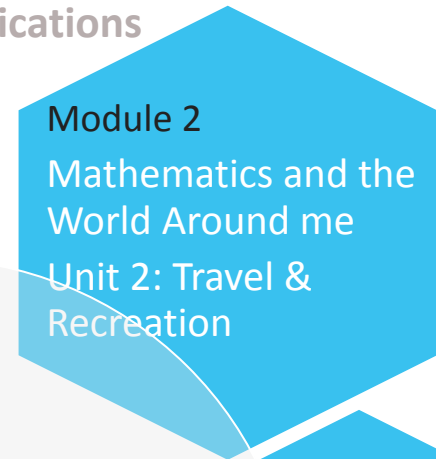 ications
Module 2
Mathematics and the
World Around me
Unit 2: Travel &
Recreation